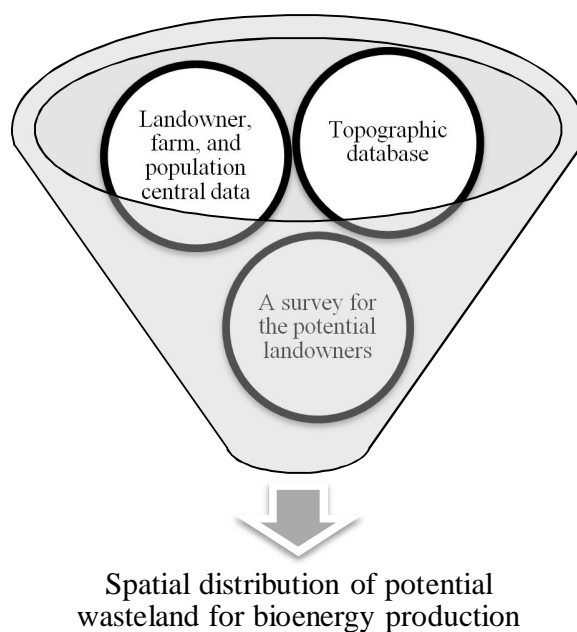 Landowner,
farm, and
population
central data
Topographic
database
A survey for
the potential
landowners
Spatial distribution of potential
wasteland for bioenergy production